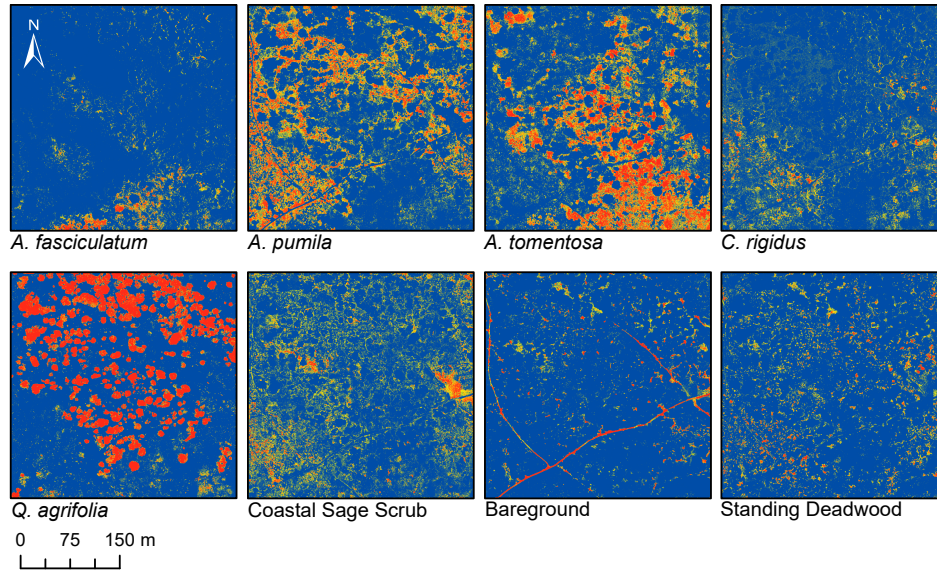 N
A. fasciculatum
A. pumila
A. tomentosa
C. rigidus
Q. agrifolia
Coastal Sage Scrub
Bareground
Standing Deadwood
0 75 150 m